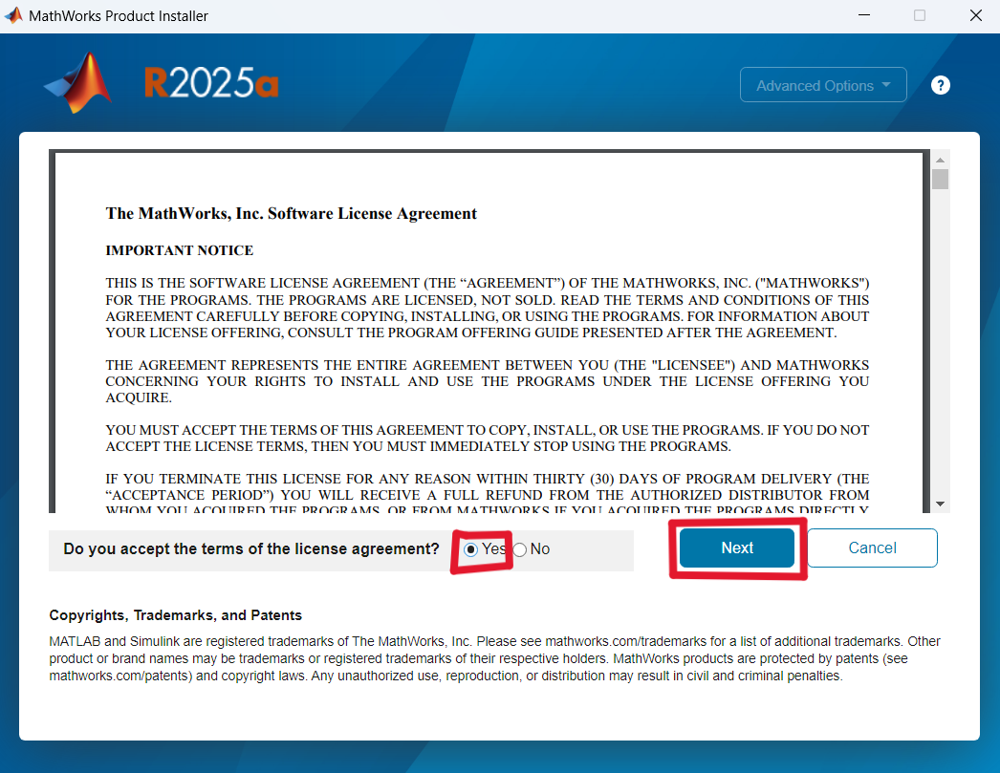 MathWorks Product Installer
R2025a
Advanced Options
?
The MathWorks, Inc. Software License Agreement
IMPORTANT NOTICE
THIS IS THE SOFTWARE LICENSE AGREEMENT (THE “AGREEMENT”) OF THE MATHWORKS, INC. ("MATHWORKS")
FOR THE PROGRAMS. THE PROGRAMS ARE LICENSED, NOT SOLD. READ THE TERMS AND CONDITIONS OF THIS
AGREEMENT CAREFULLY BEFORE COPYING, INSTALLING, OR USING THE PROGRAMS. FOR INFORMATION ABOUT
YOUR LICENSE OFFERING, CONSULT THE PROGRAM OFFERING GUIDE PRESENTED AFTER THE AGREEMENT.
THE AGREEMENT REPRESENTS THE ENTIRE AGREEMENT BETWEEN YOU (THE "LICENSEE") AND MATHWORKS
CONCERNING YOUR RIGHTS TO INSTALL AND USE THE PROGRAMS UNDER THE LICENSE OFFERING YOU
ACQUIRE.
YOU MUST ACCEPT THE TERMS OF THIS AGREEMENT TO COPY, INSTALL, OR USE THE PROGRAMS. IF YOU DO NOT
ACCEPT THE LICENSE TERMS, THEN YOU MUST IMMEDIATELY STOP USING THE PROGRAMS.
IF YOU TERMINATE THIS LICENSE FOR ANY REASON WITHIN THIRTY (30) DAYS OF PROGRAM DELIVERY (THE
“ACCEPTANCE PERIOD”) YOU WILL RECEIVE A FULL REFUND FROM THE AUTHORIZED DISTRIBUTOR FROM
WHOM YOU ACQUIRED THE PROGRAMS, OR FROM MATHWORKS IF YOU ACQUIRED THE PROGRAMS DIRECTLY
Do you accept the terms of the license agreement? Yes No
Next
Cancel
Copyrights, Trademarks, and Patents
MATLAB and Simulink are registered trademarks of The MathWorks, Inc. Please see mathworks.com/trademarks for a list of additional trademarks. Other
product or brand names may be trademarks or registered trademarks of their respective holders. MathWorks products are protected by patents (see
mathworks.com/patents) and copyright laws. Any unauthorized use, reproduction, or distribution may result in civil and criminal penalties.